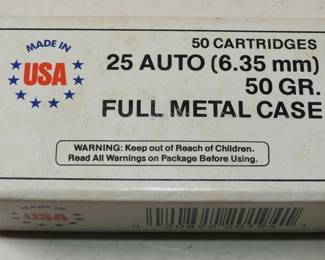 MADE IN
USA
50 CARTRIDGES
25 AUTO (6.35 mm)
50 GR.
FULL METAL CASE
WARNING: Keep out of Reach of Children.
Read All Warnings on Package Before Using.
MADE IN
USA